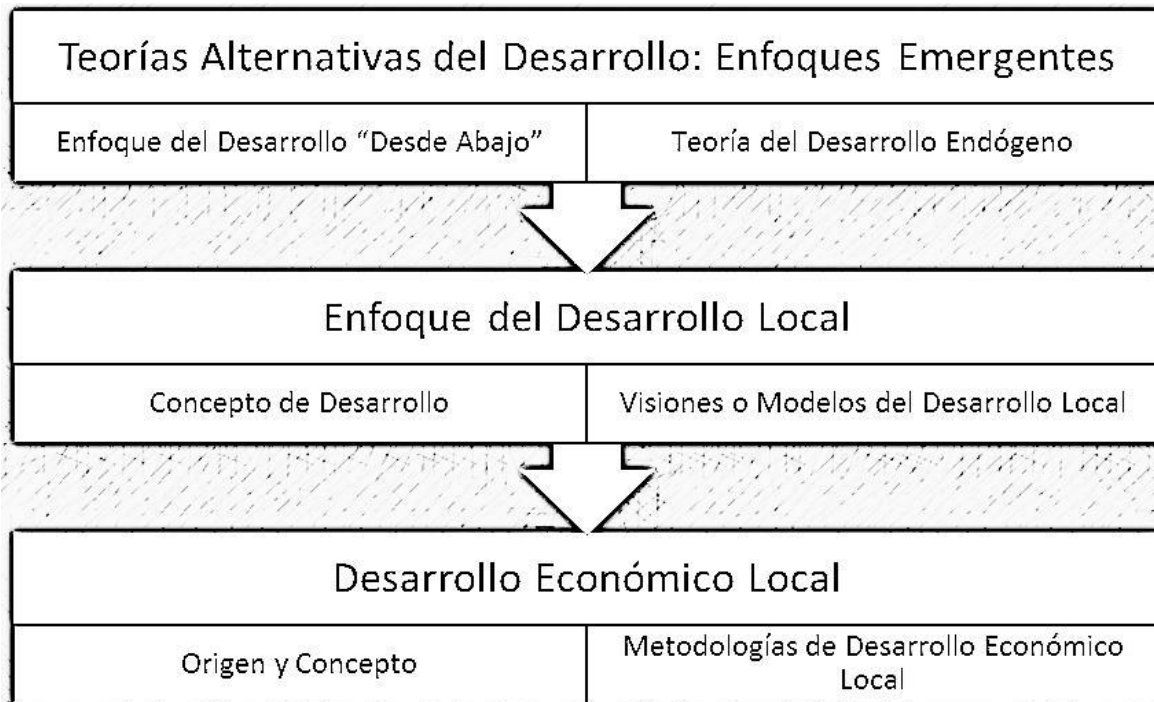 Teorías Alternativas del Desarrollo: Enfoques Emergentes
Enfoque del Desarrollo “Desde Abajo”
Teoría del Desarrollo Endógeno
Enfoque del Desarrollo Local
Concepto de Desarrollo
Visiones o Modelos del Desarrollo Local
Desarrollo Económico Local
Origen y Concepto
Metodologías de Desarrollo Económico
Local